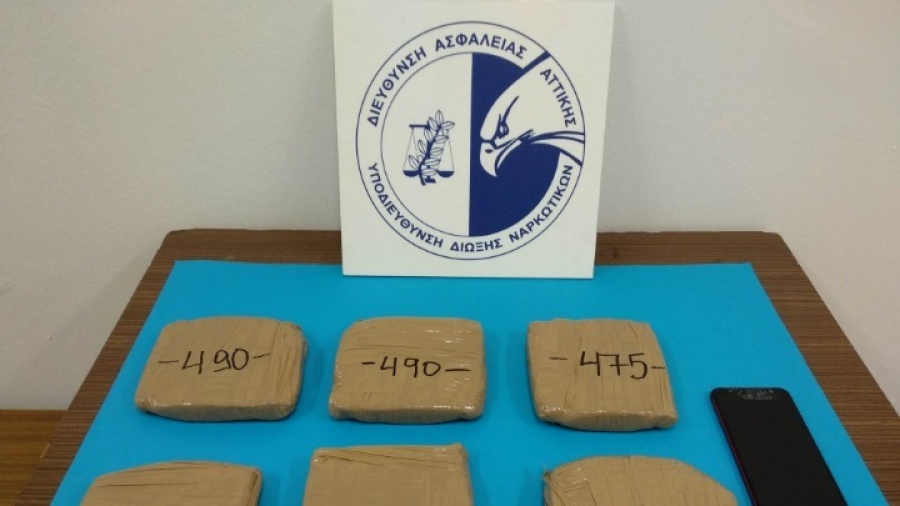 ΔΙΕΥΘΥΝΣΗ ΑΣΦΑΛΕΙΑΣ ΑΤΤΙΚΗΣ
ΥΠΟΔΙΕΥΘΥΝΣΗ ΔΙΩΞΗΣ ΝΑΡΚΩΤΙΚΩΝ
-490- -490- -475-